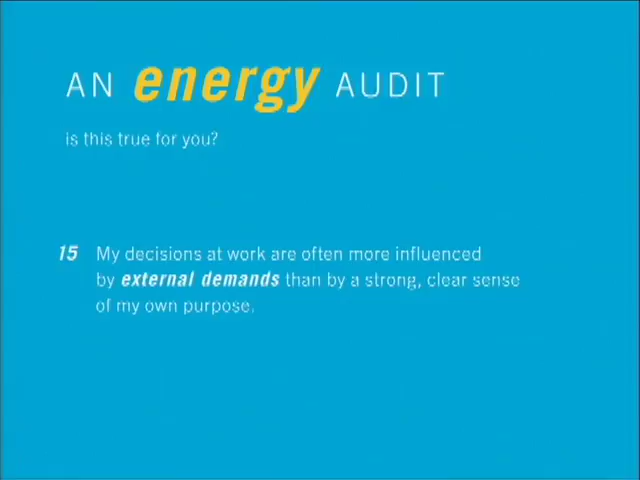 AN energy AUDIT
is this true for you?
15 My decisions at work are often more influenced
by external demands than by a strong, clear sense
of my own purpose.